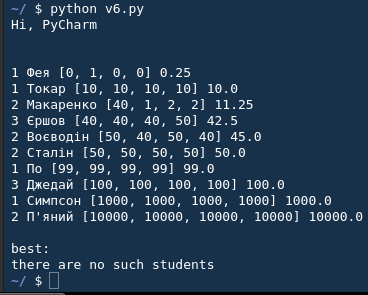 ~/ $ python v6.py
Hi, PyCharm
1 Фея [0, 1, 0, 0] 0.25
1 Токар [10, 10, 10, 10] 10.0
2 Макаренко [40, 1, 2, 2] 11.25
3 Єршов [40, 40, 40, 50] 42.5
2 Воєводін [50, 40, 50, 40] 45.0
2 Сталін [50, 50, 50, 50] 50.0
1 По [99, 99, 99, 99] 99.0
3 Джедай [100, 100, 100, 100] 100.0
1 Симпсон [1000, 1000, 1000, 1000] 1000.0
2 П'яний [10000, 10000, 10000, 10000] 10000.0
best:
there are no such students
~/ $